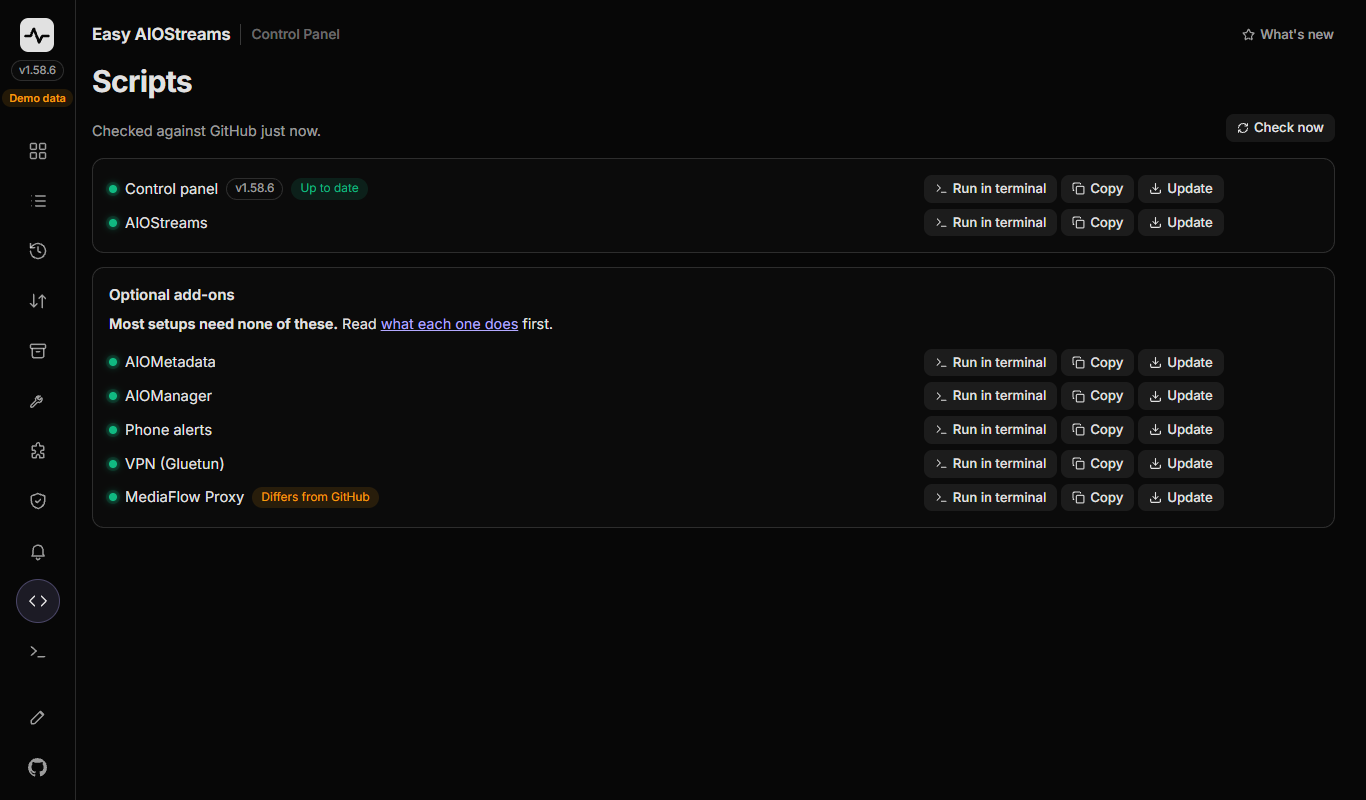 Easy AIOStreams Control Panel What's new
v1.58.6
Demo data
Scripts
Checked against GitHub just now. Check now
Control panel v1.58.6 Up to date Run in terminal Copy Update
AIOStreams Run in terminal Copy Update
Optional add-ons
Most setups need none of these. Read what each one does first.
AIOMetadata Run in terminal Copy Update
AIOManager Run in terminal Copy Update
Phone alerts Run in terminal Copy Update
VPN (Gluetun) Run in terminal Copy Update
MediaFlow Proxy Differs from GitHub Run in terminal Copy Update